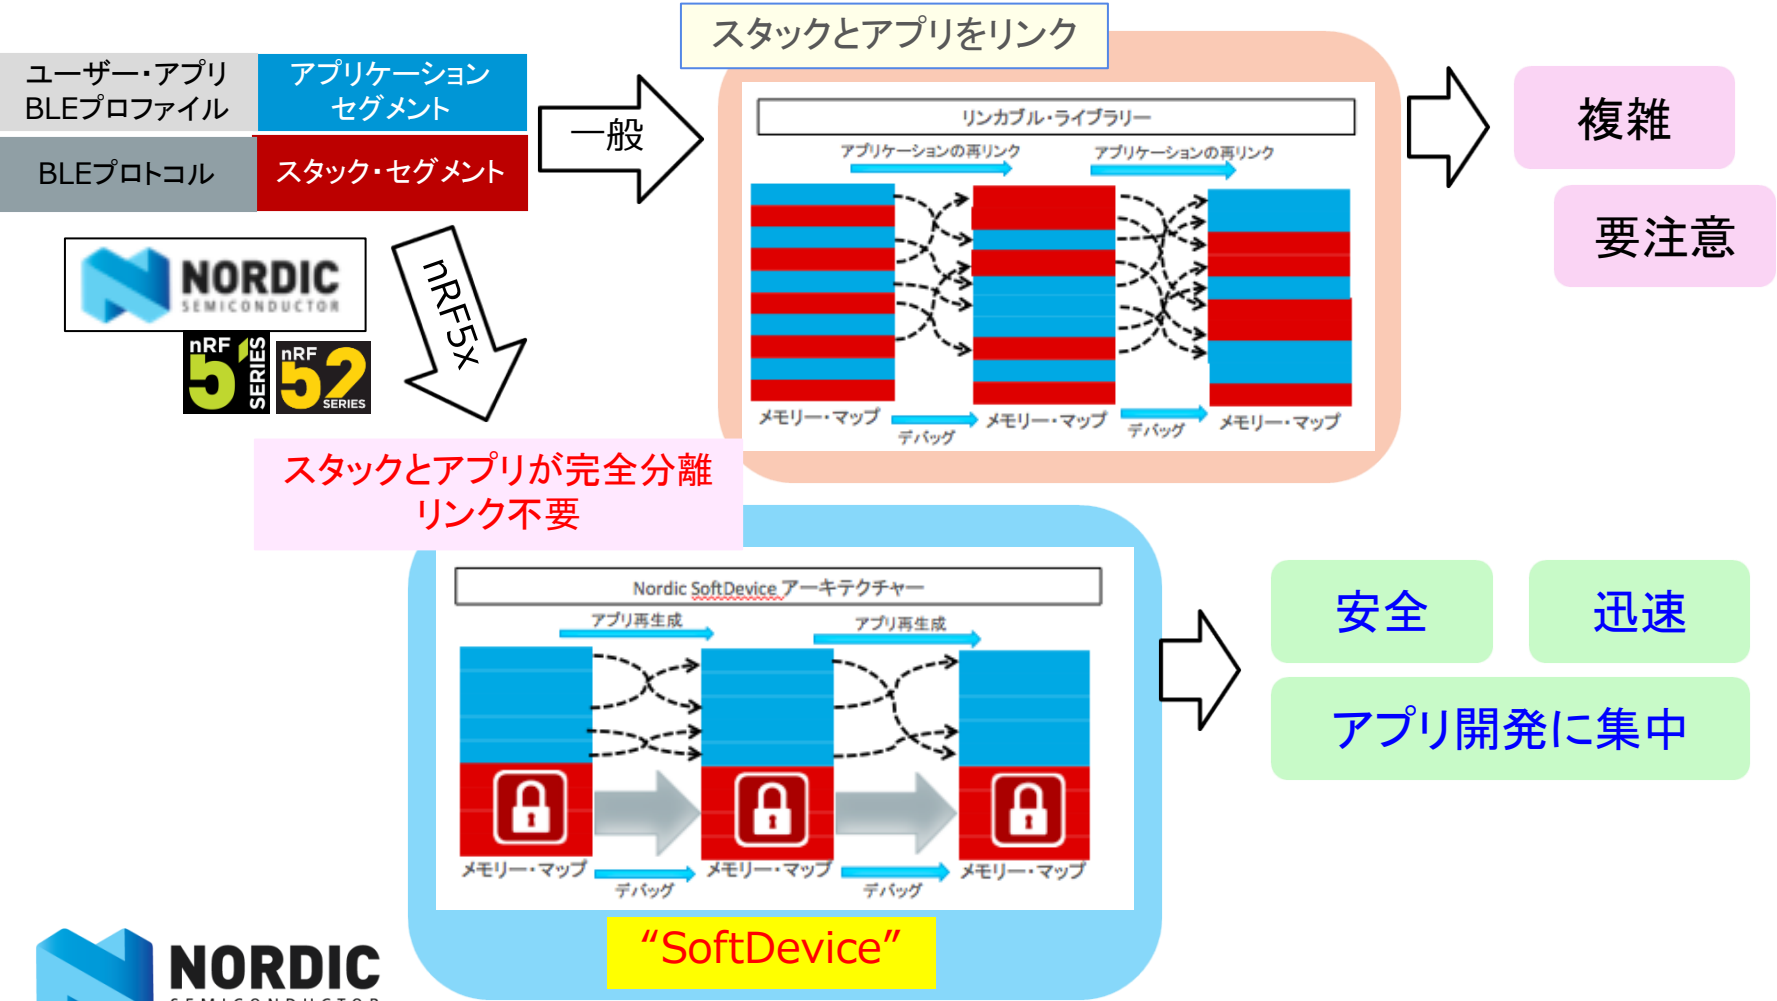 スタックとアプリをリンク
ユーザー・アプリ
BLEプロファイル
アプリケーション
セグメント
BLEプロトコル
スタック・セグメント
一般
リンカブル・ライブラリー
アプリケーションの再リンク
アプリケーションの再リンク
メモリー・マップ
デバッグ
メモリー・マップ
デバッグ
メモリー・マップ
複雑
要注意
NORDIC
SEMICONDUCTOR
nRF
51
SERIES
nRF
52
SERIES
nRF5x
スタックとアプリが完全分離
リンク不要
Nordic SoftDevice アーキテクチャー
アプリ再生成
アプリ再生成
メモリー・マップ
デバッグ
メモリー・マップ
デバッグ
メモリー・マップ
“SoftDevice”
安全
迅速
アプリ開発に集中
NORDIC
SEMICONDUCTOR